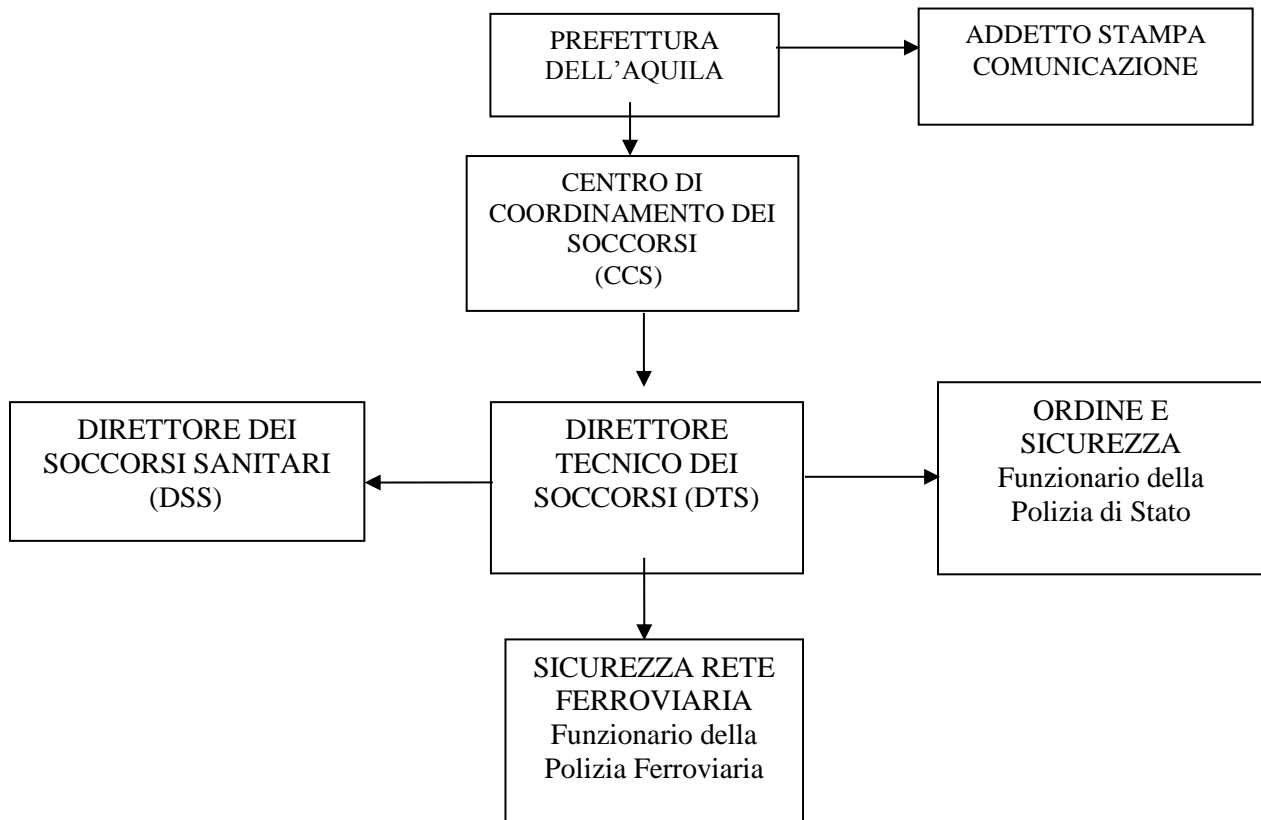 PREFETTURA
DELL’AQUILA
ADDETTO STAMPA
COMUNICAZIONE
CENTRO DI
COORDINAMENTO DEI
SOCCORSI
(CCS)
DIRETTORE DEI
SOCCORSI SANITARI
(DSS)
DIRETTORE
TECNICO DEI
SOCCORSI (DTS)
ORDINE E
SICUREZZA
Funzionario della
Polizia di Stato
SICUREZZA RETE
FERROVIARIA
Funzionario della
Polizia Ferroviaria